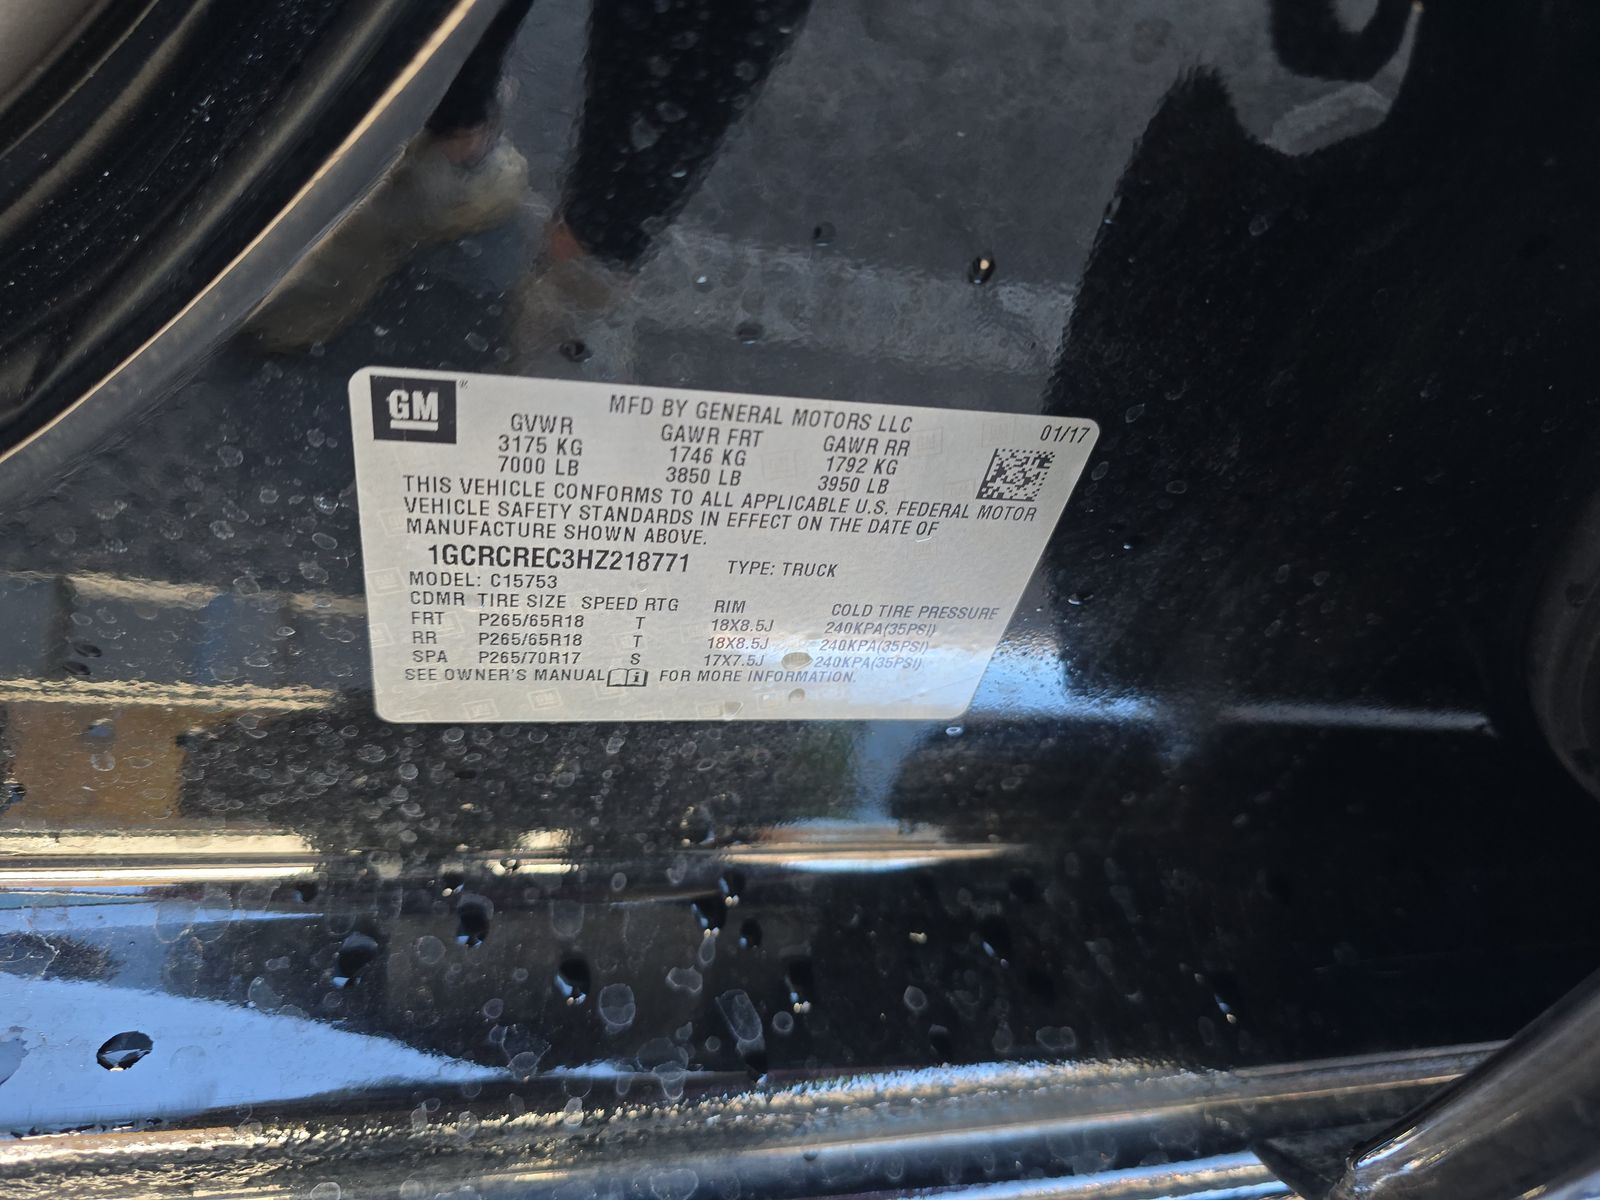 GM ®
MFD BY GENERAL MOTORS LLC
01/17
GVWR GAWR FRT GAWR RR
3175 KG 1746 KG 1792 KG
7000 LB 3850 LB 3950 LB
THIS VEHICLE CONFORMS TO ALL APPLICABLE U.S. FEDERAL MOTOR
VEHICLE SAFETY STANDARDS IN EFFECT ON THE DATE OF
MANUFACTURE SHOWN ABOVE.
1GCRCREC3HZ218771 TYPE: TRUCK
MODEL: C15753
CDMR TIRE SIZE SPEED RTG RIM COLD TIRE PRESSURE
FRT P265/65R18 T 18X8.5J 240KPA(35PSI)
RR P265/65R18 T 18X8.5J 240KPA(35PSI)
SPA P265/70R17 S 17X7.5J 240KPA(35PSI)
SEE OWNER'S MANUAL i FOR MORE INFORMATION.